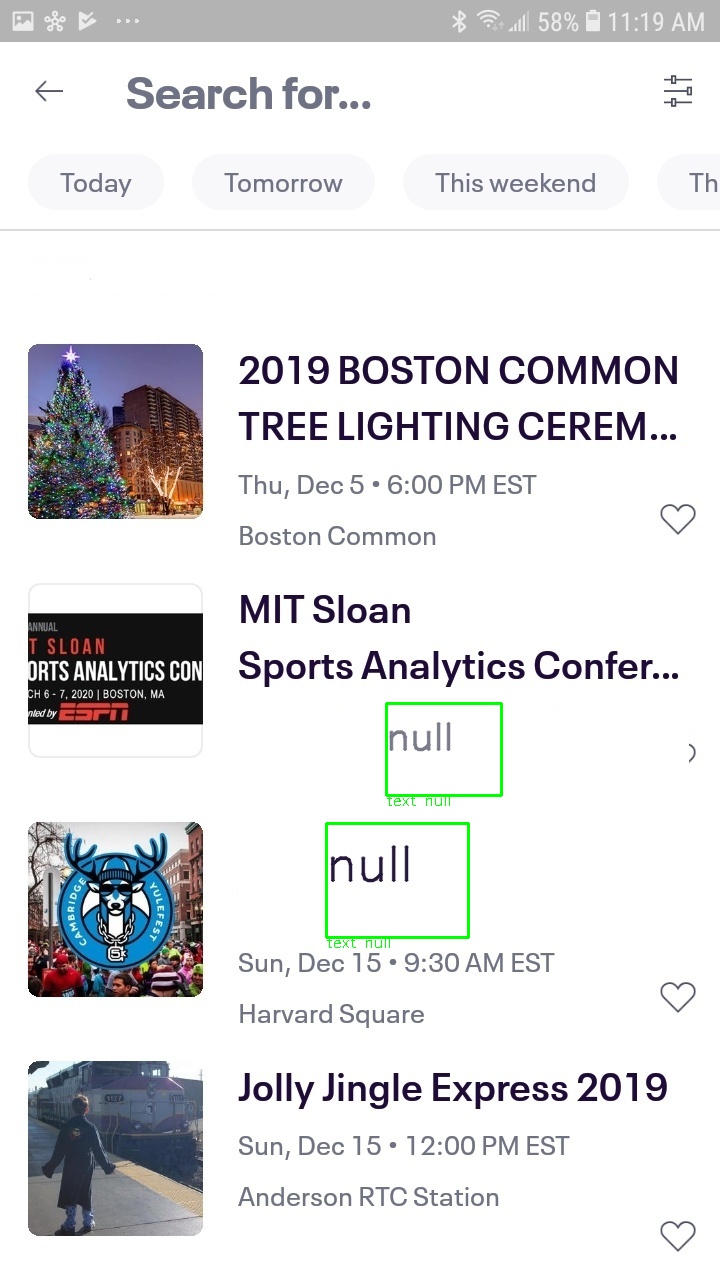 58% 11:19 AM
Search for...
Today
Tomorrow
This weekend
Th
2019 BOSTON COMMON
TREE LIGHTING CEREM...
Thu, Dec 5 • 6:00 PM EST
Boston Common
ANNUAL
T SLOAN
ORTS ANALYTICS CON
CH 6 - 7, 2020 | BOSTON, MA
nted by ESPN
MIT Sloan
Sports Analytics Confer...
null
text null
CAMBRIDGE
YULEFEST
5K
null
text null
Sun, Dec 15 • 9:30 AM EST
Harvard Square
1127
Jolly Jingle Express 2019
Sun, Dec 15 • 12:00 PM EST
Anderson RTC Station